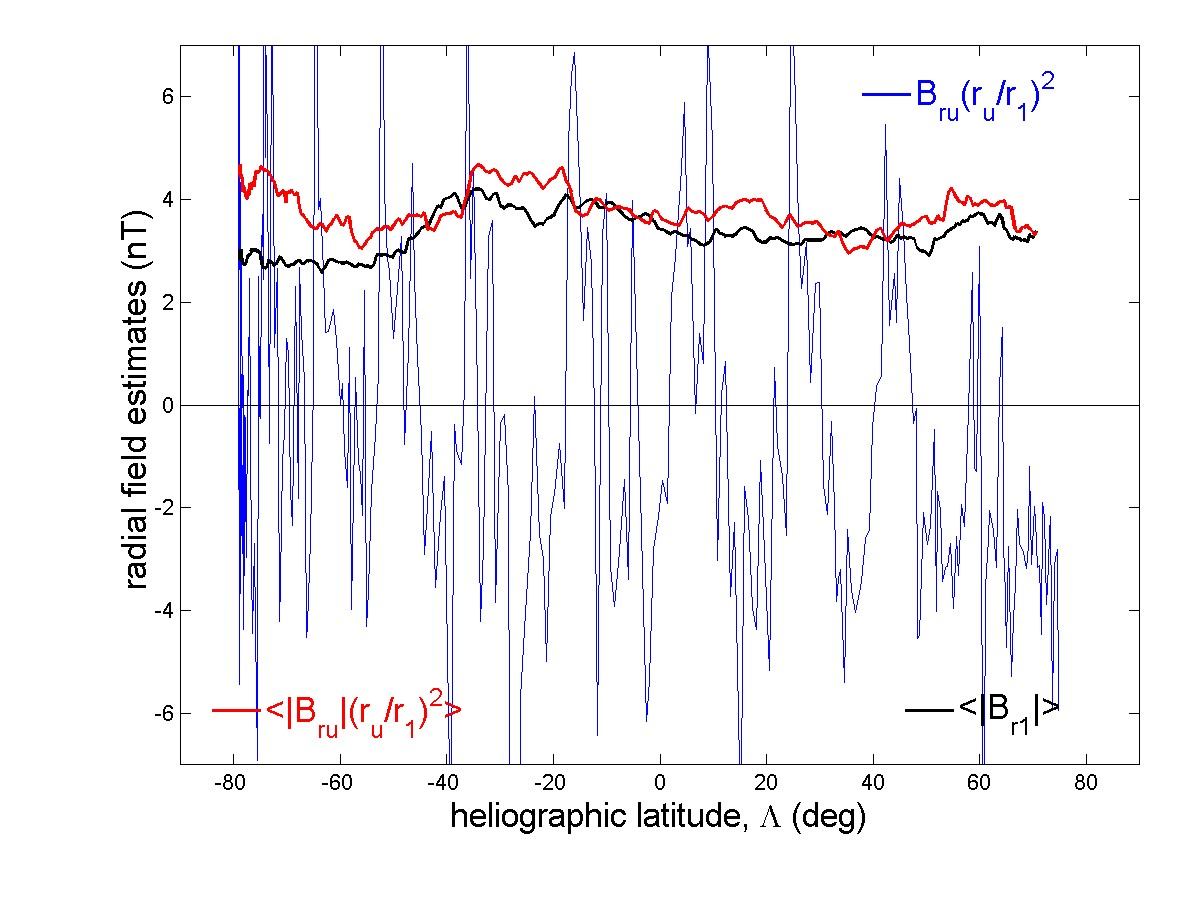 B_ru(r_u/r_1)^2
6
4
2
0
-2
-4
-6
radial field estimates (nT)
<|B_ru|(r_u/r_1)^2>
<|B_r1|>
-80 -60 -40 -20 0 20 40 60 80
heliographic latitude, Λ (deg)